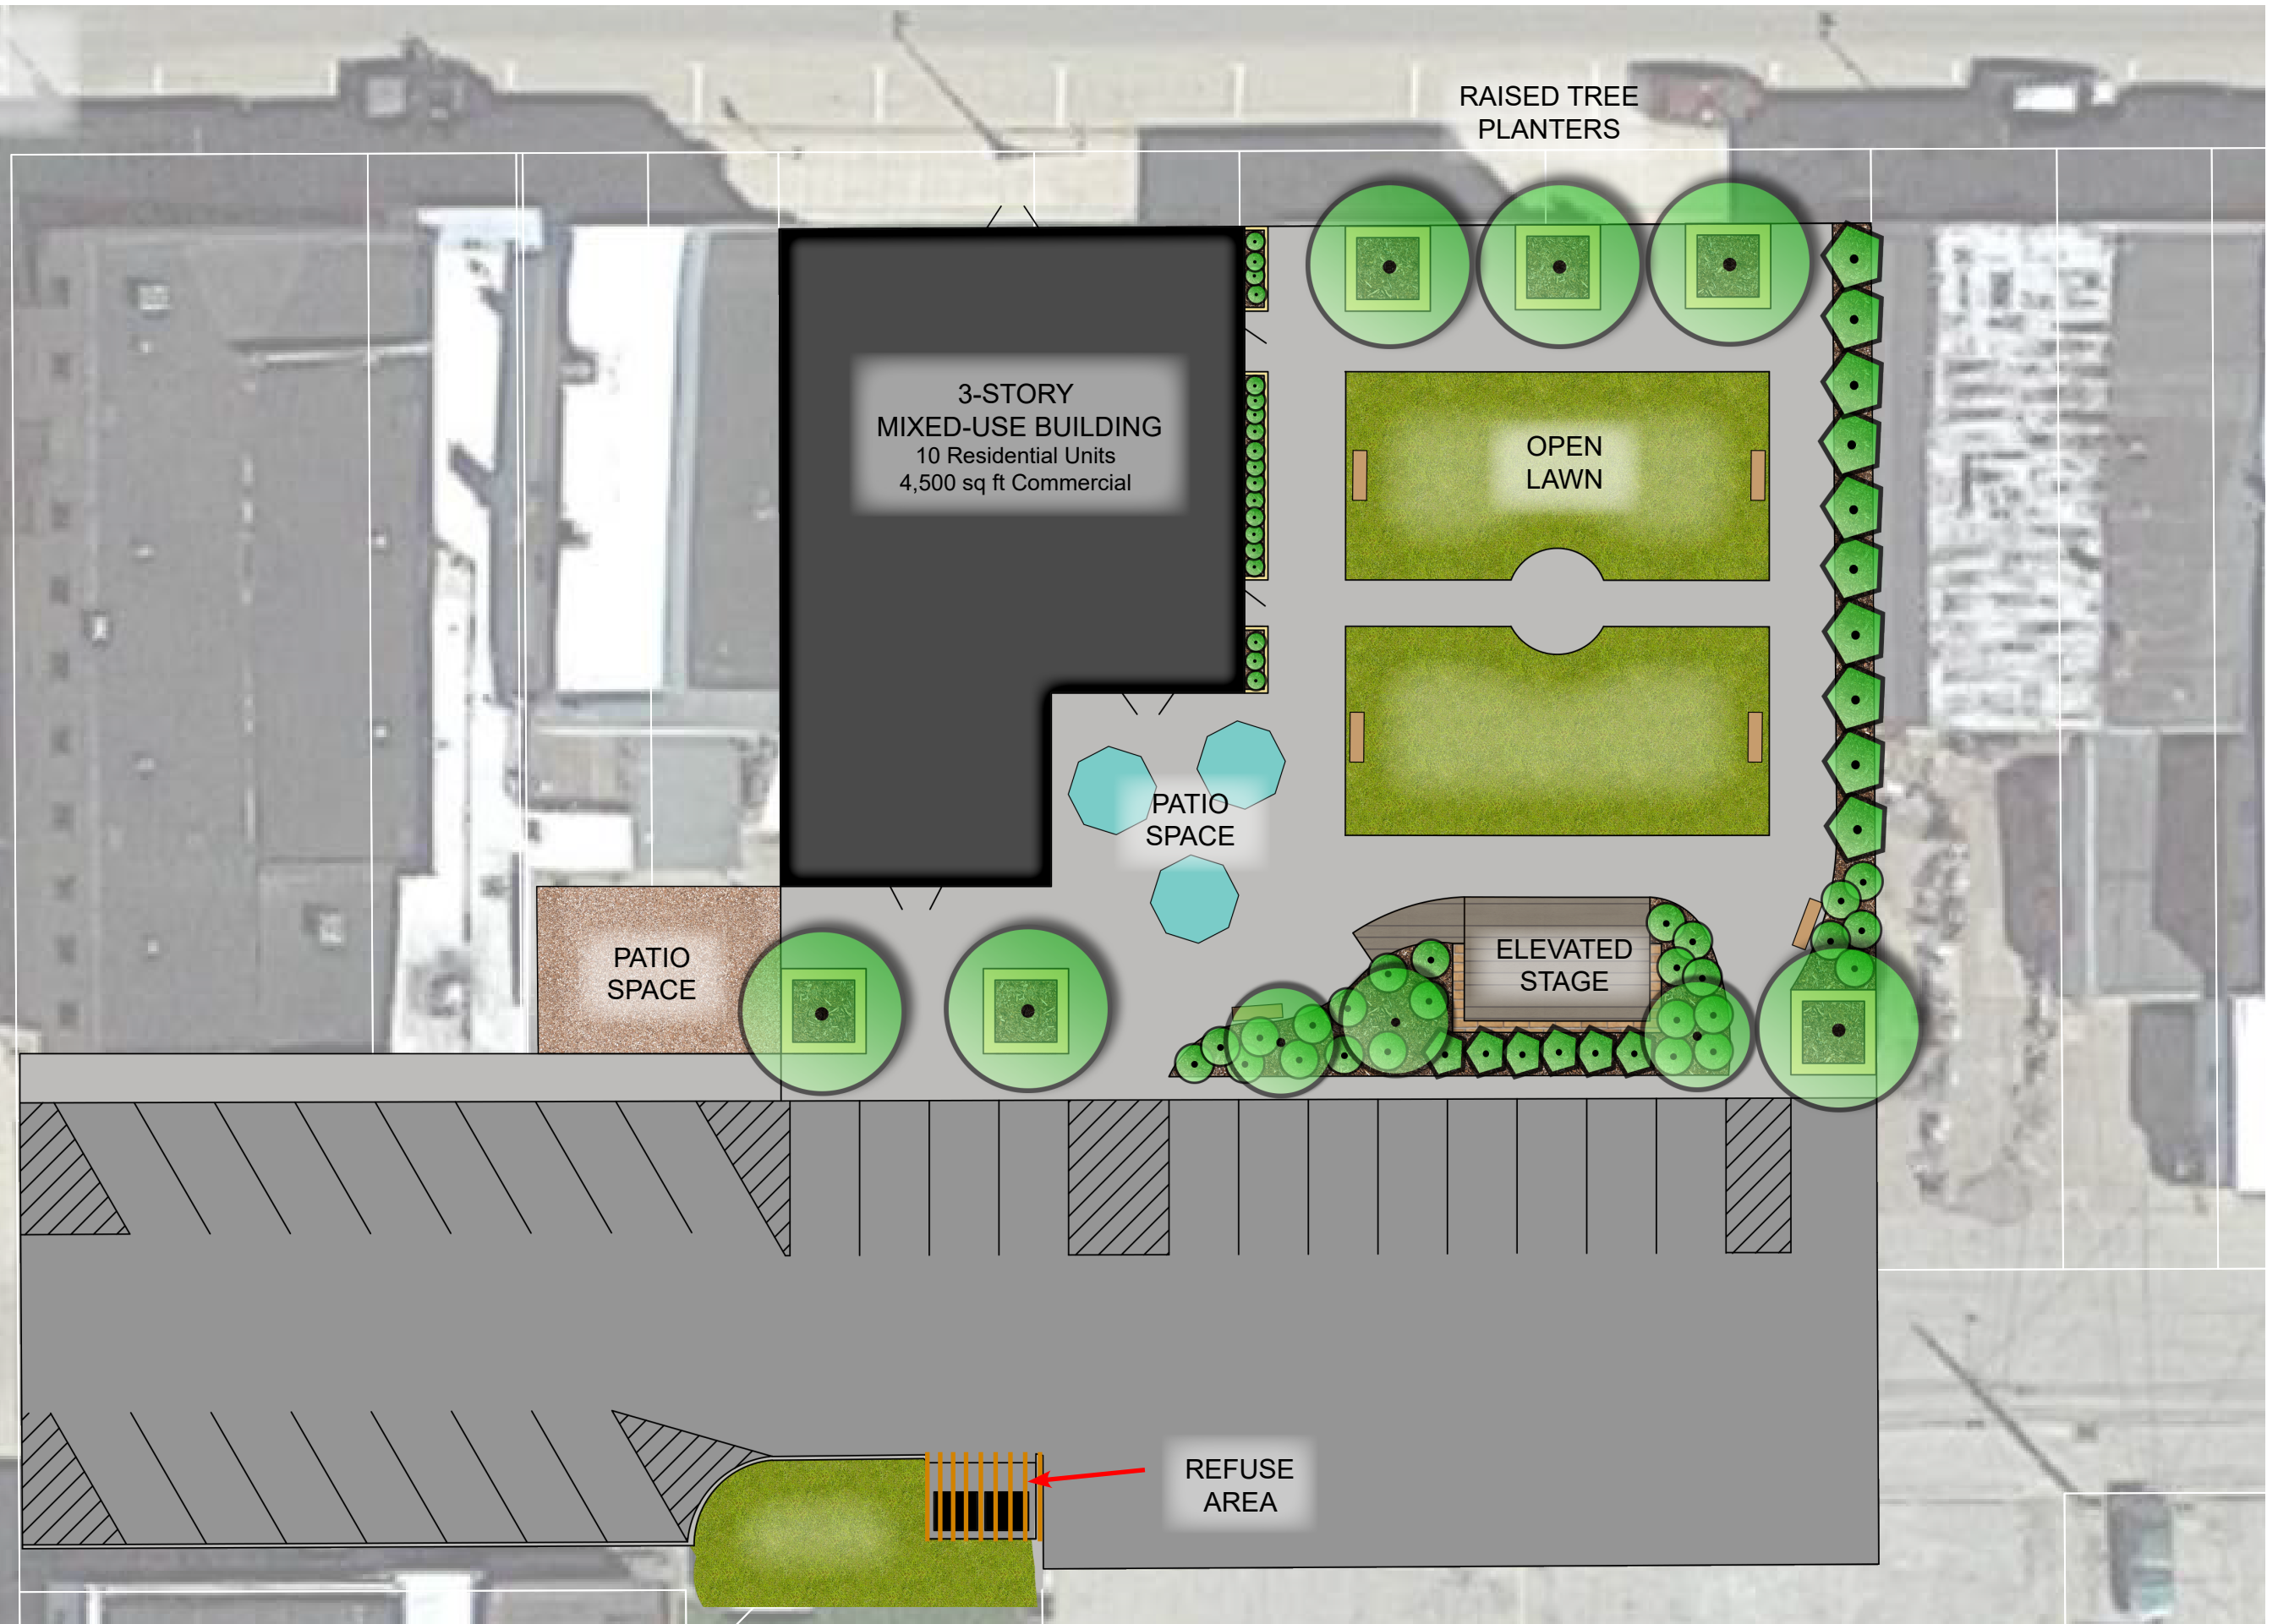 RAISED TREE
PLANTERS
3-STORY
MIXED-USE BUILDING
10 Residential Units
4,500 sq ft Commercial
OPEN
LAWN
PATIO
SPACE
PATIO
SPACE
ELEVATED
STAGE
REFUSE
AREA